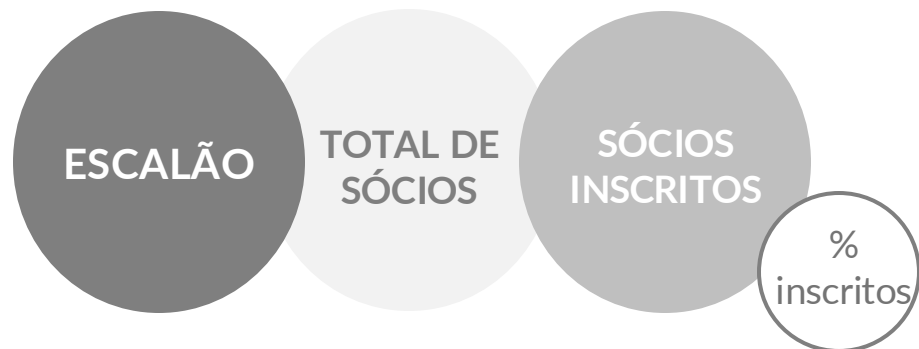 ESCALÃO
TOTAL DE
SÓCIOS
SÓCIOS
INSCRITOS
%
inscritos